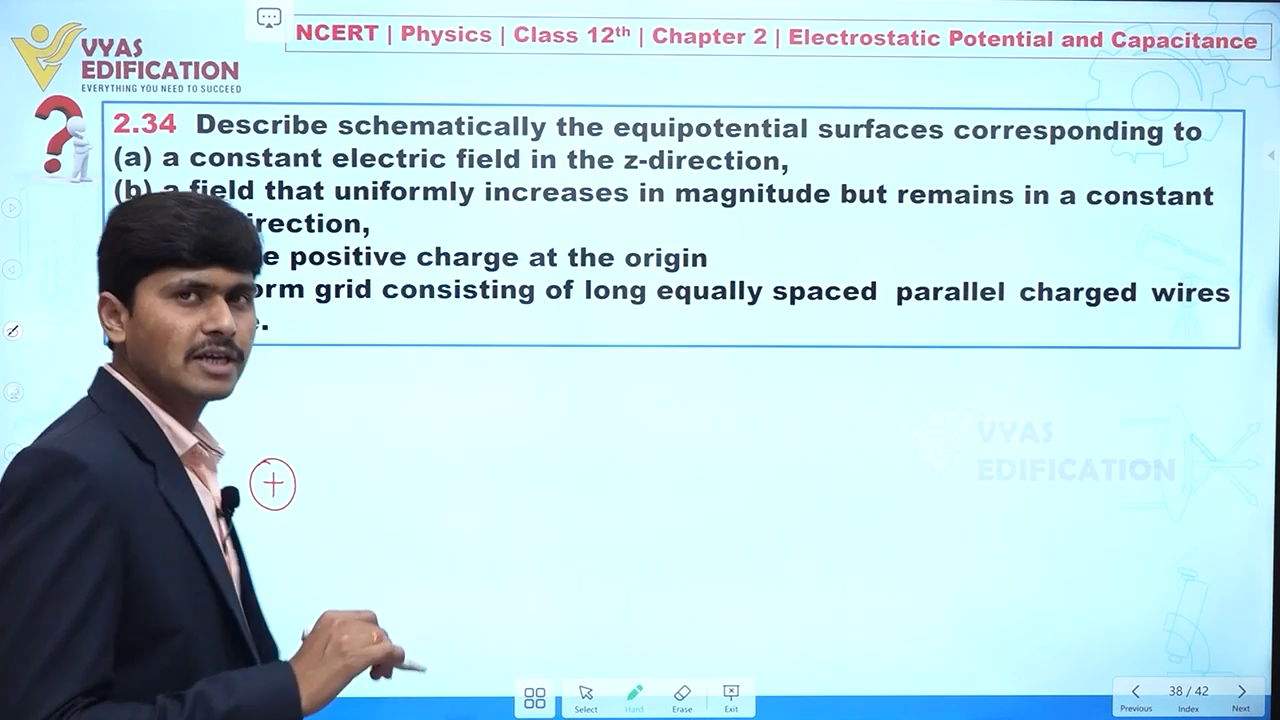 NCERT | Physics | Class 12th | Chapter 2 | Electrostatic Potential and Capacitance
VYAS
EDIFICATION
EVERYTHING YOU NEED TO SUCCEED
2.34 Describe schematically the equipotential surfaces corresponding to
(a) a constant electric field in the z-direction,
(b) a field that uniformly increases in magnitude but remains in a constant
positive charge at the origin
grid consisting of long equally spaced parallel charged wires
+
VYAS
EDIFICATION
Select
Hard
Erase
Exit
38 / 42
Previous
Index
Next